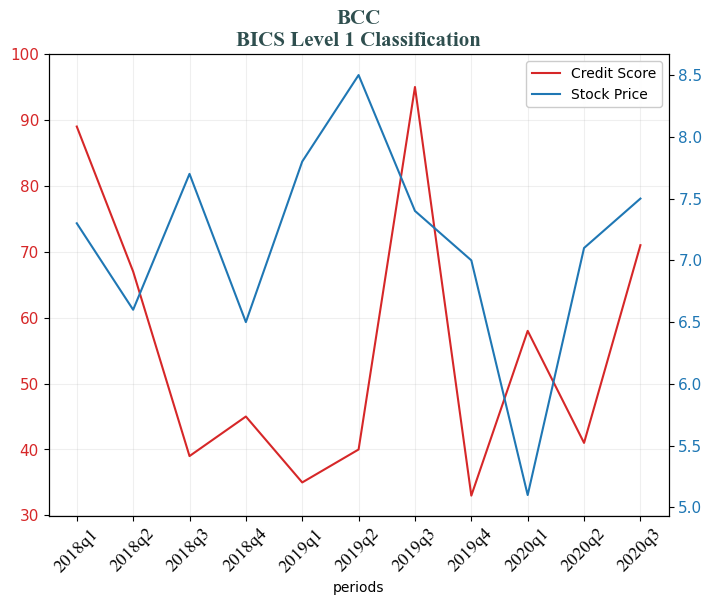 BCC
BICS Level 1 Classification
100
90
80
70
60
50
40
30
Credit Score
Stock Price
8.5
8.0
7.5
7.0
6.5
6.0
5.5
5.0
2018q1
2018q2
2018q3
2018q4
2019q1
2019q2
2019q3
2019q4
2020q1
2020q2
2020q3
periods